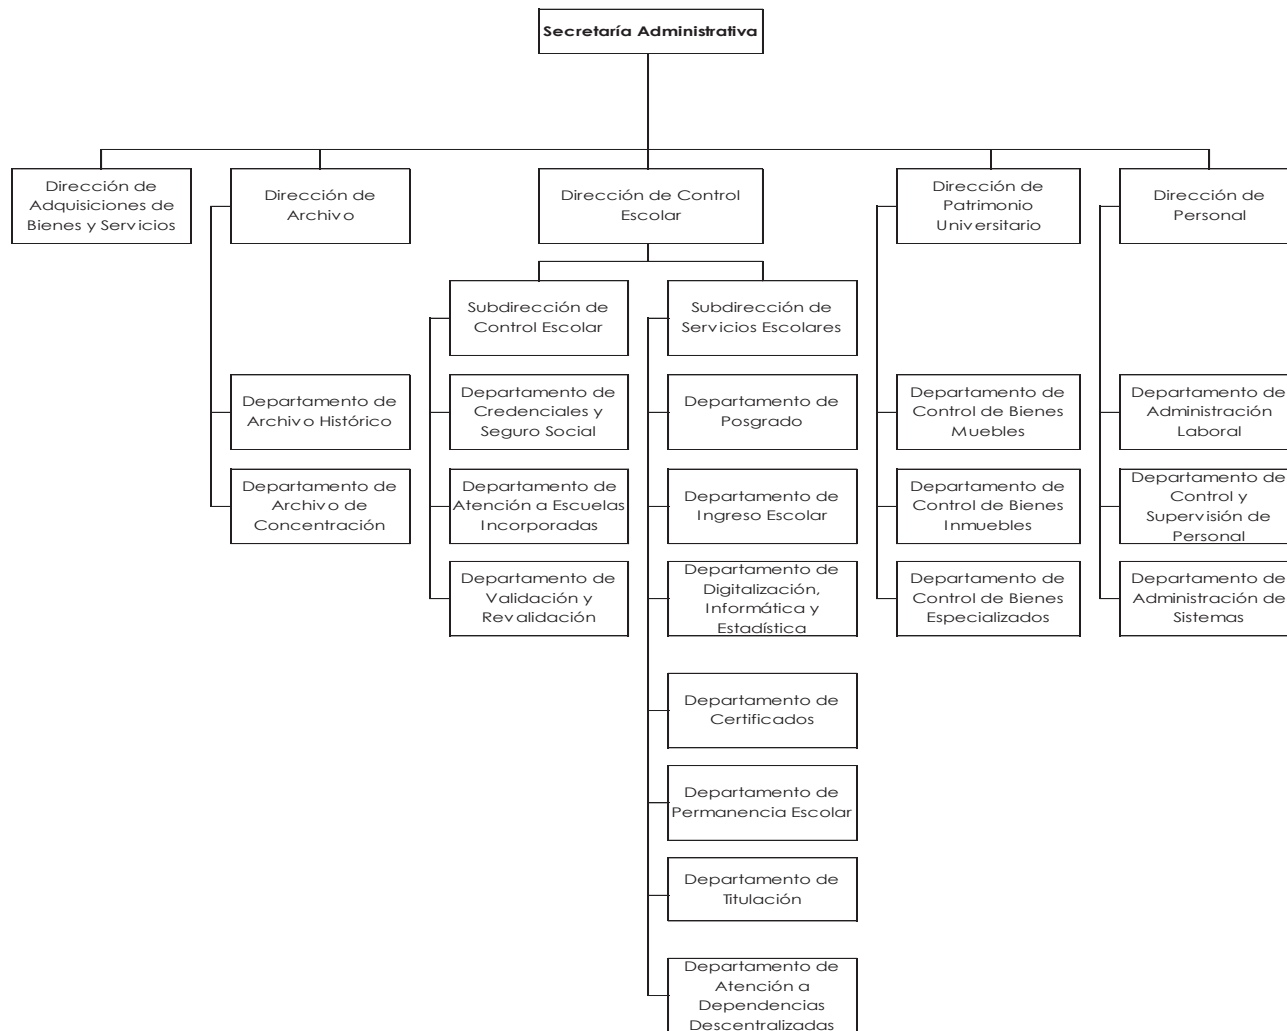 Secretaría Administrativa
Dirección de
Adquisiciones de
Bienes y Servicios
Dirección de
Archivo
Dirección de Control
Escolar
Dirección de
Patrimonio
Universitario
Dirección de
Personal
Subdirección de
Control Escolar
Subdirección de
Servicios Escolares
Departamento de
Archivo Histórico
Departamento de
Credenciales y
Seguro Social
Departamento de
Posgrado
Departamento de
Control de Bienes
Muebles
Departamento de
Administración
Laboral
Departamento de
Archivo de
Concentración
Departamento de
Atención a Escuelas
Incorporadas
Departamento de
Ingreso Escolar
Departamento de
Control de Bienes
Inmuebles
Departamento de
Control y
Supervisión de
Personal
Departamento de
Validación y
Revalidación
Departamento de
Digitalización,
Informática y
Estadística
Departamento de
Control de Bienes
Especializados
Departamento de
Administración de
Sistemas
Departamento de
Certificados
Departamento de
Permanencia Escolar
Departamento de
Titulación
Departamento de
Atención a
Dependencias
Descentralizadas